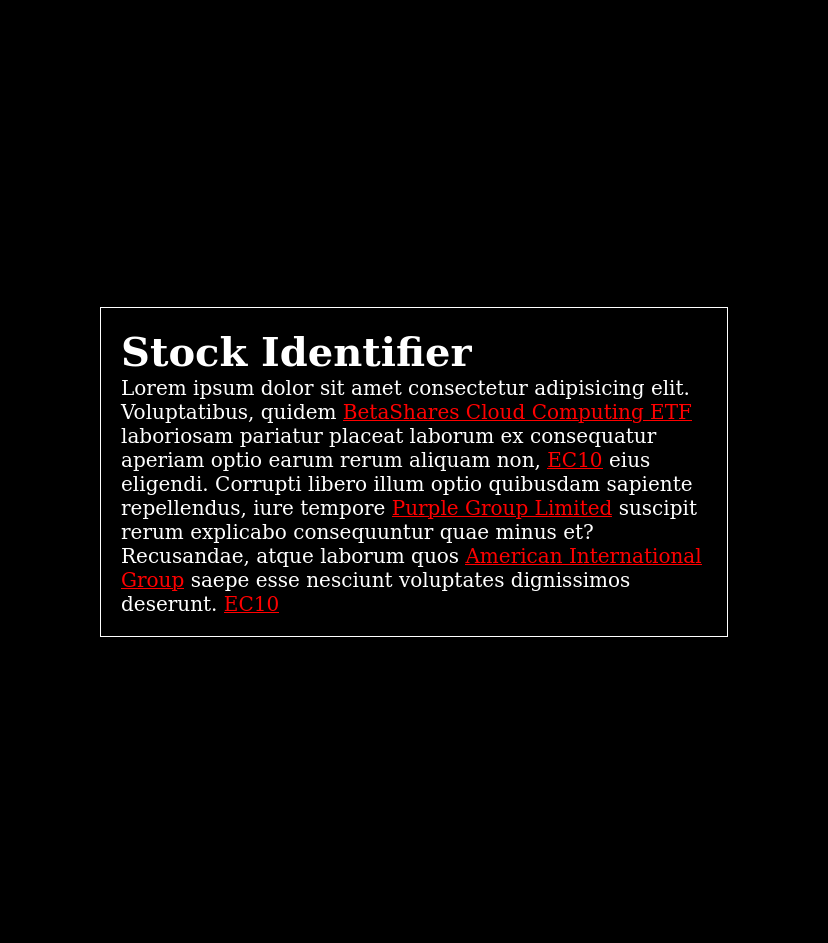 Stock Identifier
Lorem ipsum dolor sit amet consectetur adipisicing elit.
Voluptatibus, quidem BetaShares Cloud Computing ETF
laboriosam pariatur placeat laborum ex consequatur
aperiam optio earum rerum aliquam non, EC10 eius
eligendi. Corrupti libero illum optio quibusdam sapiente
repellendus, iure tempore Purple Group Limited suscipit
rerum explicabo consequuntur quae minus et?
Recusandae, atque laborum quos American International
Group saepe esse nesciunt voluptates dignissimos
deserunt. EC10